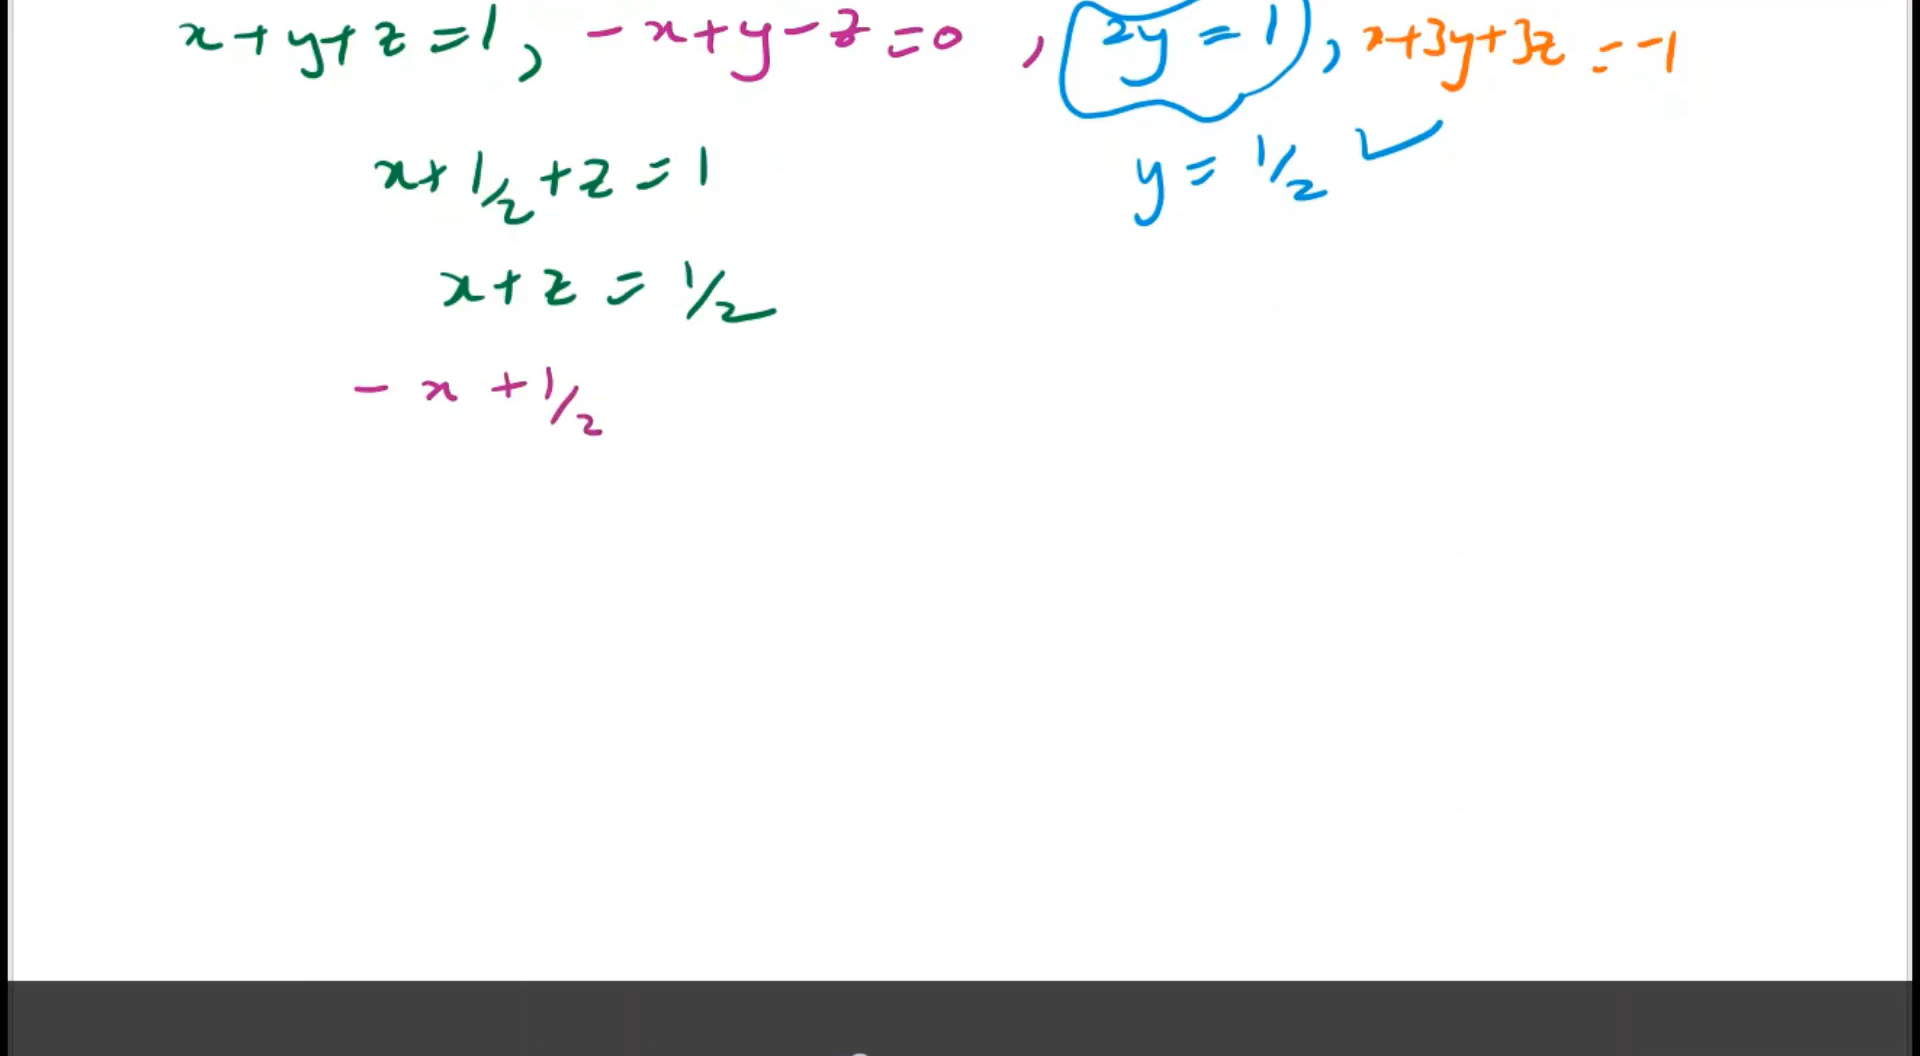 x + y + z = 1, - x + y - z = 0, 2y = 1, x + 3y + 3z = -1
x + 1/2 + z = 1 y = 1/2 ✓
x + z = 1/2
- x + 1/2